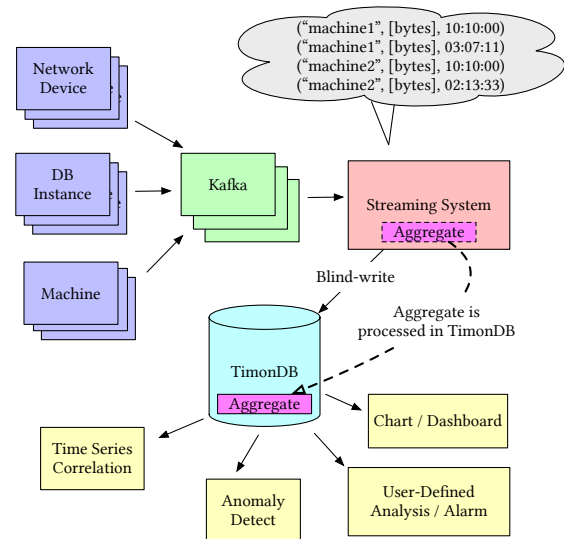 ("machine1", [bytes], 10:10:00)
("machine1", [bytes], 03:07:11)
("machine2", [bytes], 10:10:00)
("machine2", [bytes], 02:13:33)
Network
Device
DB
Instance
Machine
Kafka
Streaming System
Aggregate
Blind-write
Aggregate is
processed in TimonDB
TimonDB
Aggregate
Chart / Dashboard
Time Series
Correlation
Anomaly
Detect
User-Defined
Analysis / Alarm